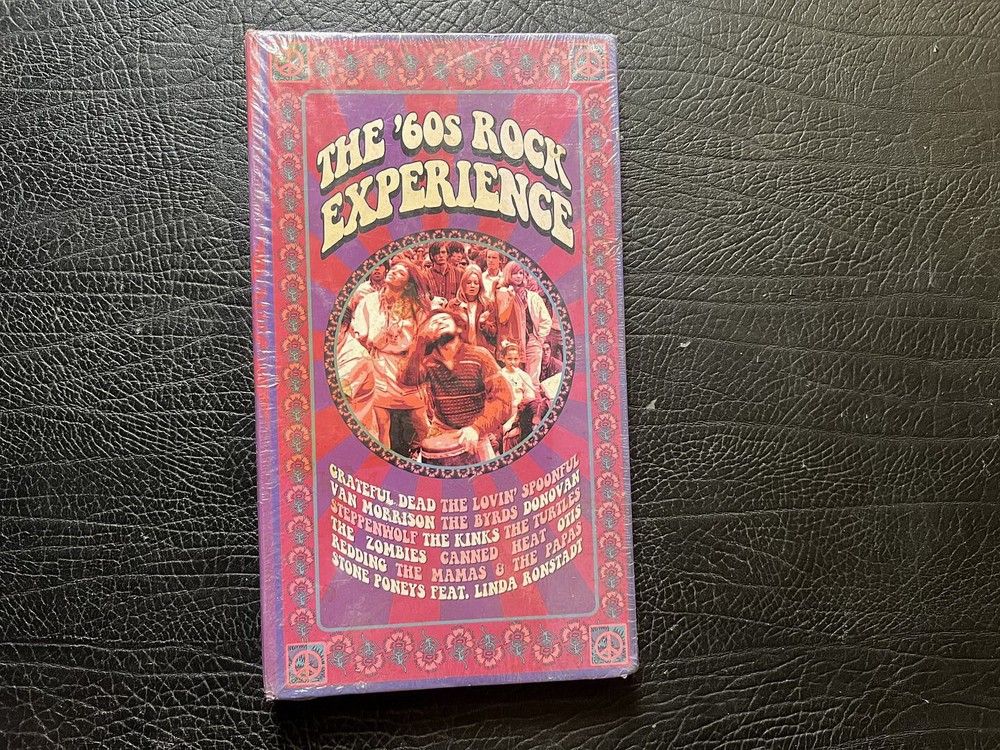 THE '60S ROCK
EXPERIENCE
GRATEFUL DEAD THE LOVIN' SPOONFUL
VAN MORRISON THE BYRDS DONOVAN
STEPPENWOLF THE KINKS THE TURTLES
THE ZOMBIES CANNED HEAT OTIS
REDDING THE MAMAS & THE PAPAS
STONE PONEYS FEAT. LINDA RONSTADT